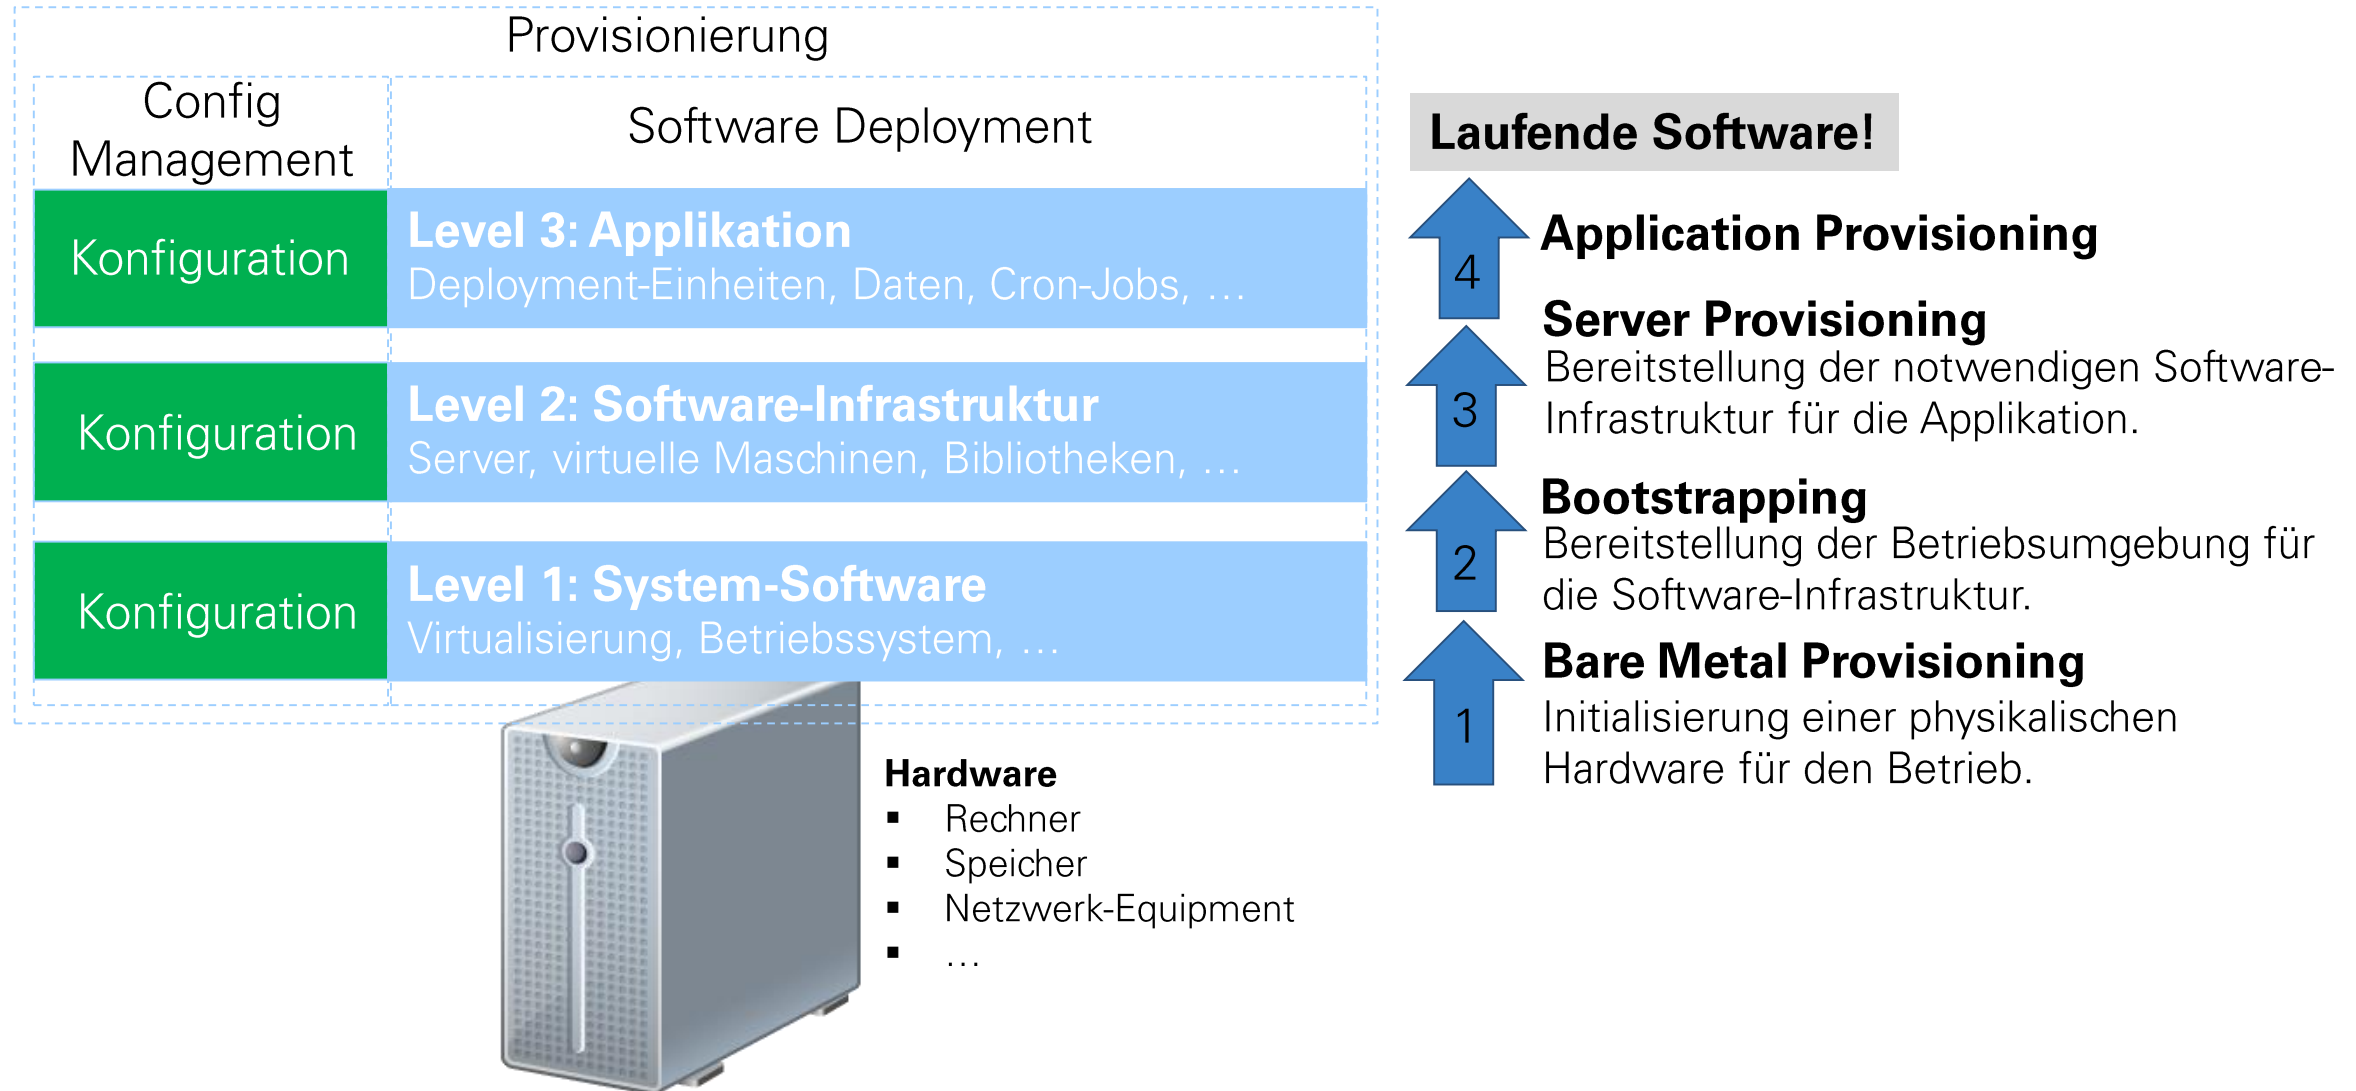 Provisionierung
Config
Management
Software Deployment
Konfiguration
Level 3: Applikation
Deployment-Einheiten, Daten, Cron-Jobs, …
Konfiguration
Level 2: Software-Infrastruktur
Server, virtuelle Maschinen, Bibliotheken, …
Konfiguration
Level 1: System-Software
Virtualisierung, Betriebssystem, …
Hardware
▪ Rechner
▪ Speicher
▪ Netzwerk-Equipment
▪ …
Laufende Software!
4
Application Provisioning
3
Server Provisioning
Bereitstellung der notwendigen Software-
Infrastruktur für die Applikation.
2
Bootstrapping
Bereitstellung der Betriebsumgebung für
die Software-Infrastruktur.
1
Bare Metal Provisioning
Initialisierung einer physikalischen
Hardware für den Betrieb.